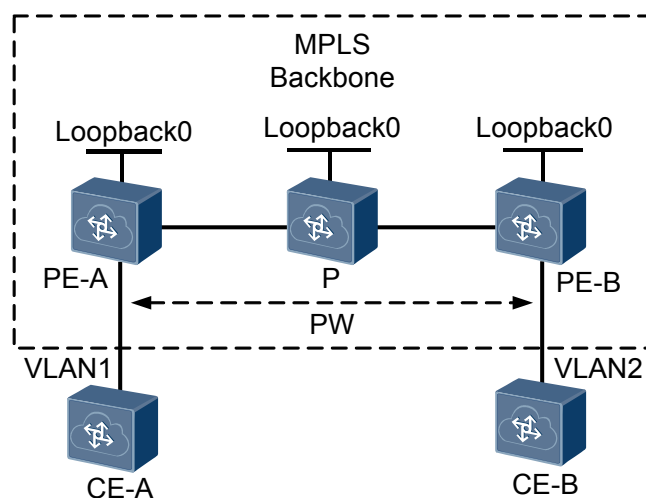 MPLS
Backbone
Loopback0
Loopback0
Loopback0
PE-A
P
PE-B
PW
VLAN1
VLAN2
CE-A
CE-B